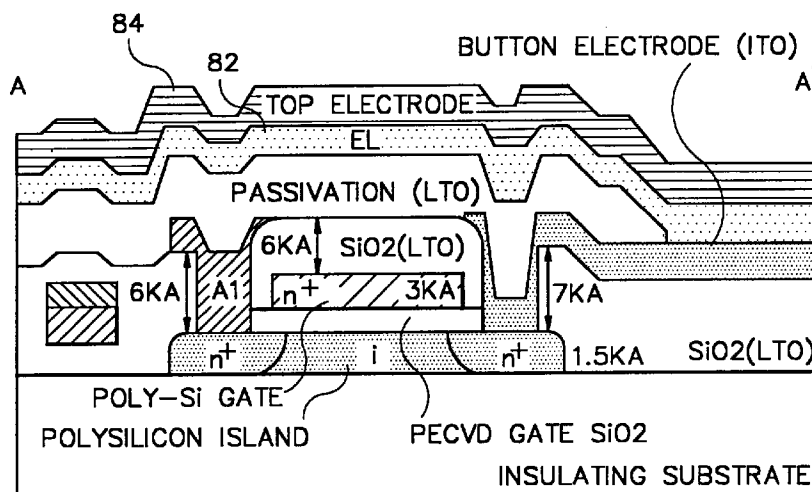 84
BUTTON ELECTRODE (ITO)
A
82
A
TOP ELECTRODE
EL
PASSIVATION (LTO)
6KA
SiO2(LTO)
6KA
A1
n+
3KA
7KA
n+
i
n+
1.5KA
SiO2(LTO)
POLY-Si GATE
POLYSILICON ISLAND
PECVD GATE SiO2
INSULATING SUBSTRATE